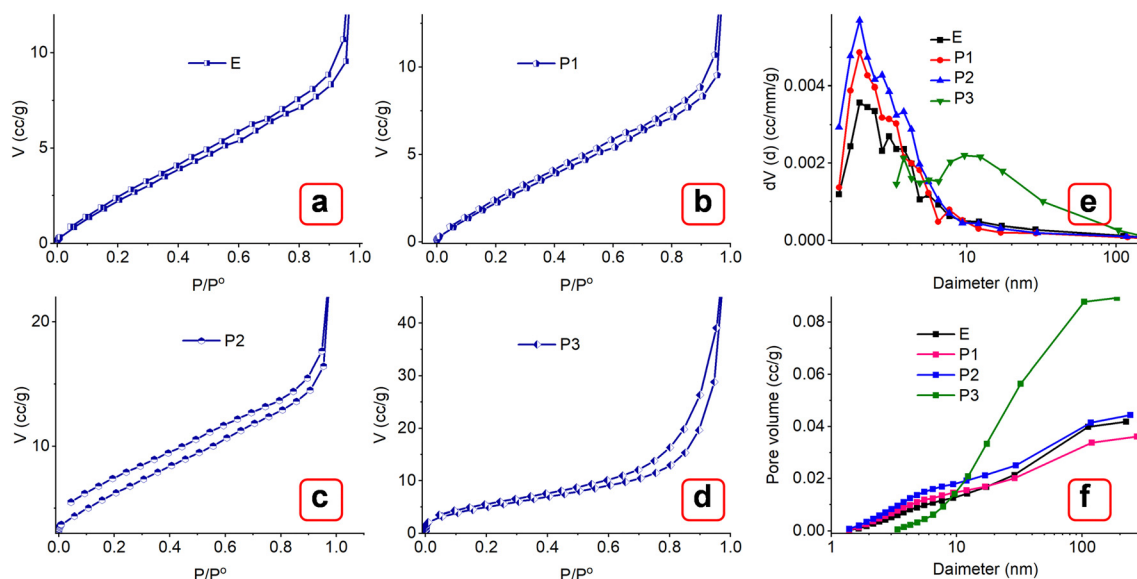 10
5
0
V (cc/g)
E
a
0.0 0.2 0.4 0.6 0.8 1.0
P/Pº
10
5
0
V (cc/g)
P1
b
0.0 0.2 0.4 0.6 0.8 1.0
P/Pº
0.004
0.002
0.000
dV (d) (cc/mm/g)
E
P1
P2
P3
e
10 100
Daimeter (nm)
20
10
V (cc/g)
P2
c
0.0 0.2 0.4 0.6 0.8 1.0
P/Pº
40
30
20
10
0
V (cc/g)
P3
d
0.0 0.2 0.4 0.6 0.8 1.0
P/Pº
0.08
0.06
0.04
0.02
0.00
Pore volume (cc/g)
E
P1
P2
P3
f
1 10 100
Daimeter (nm)